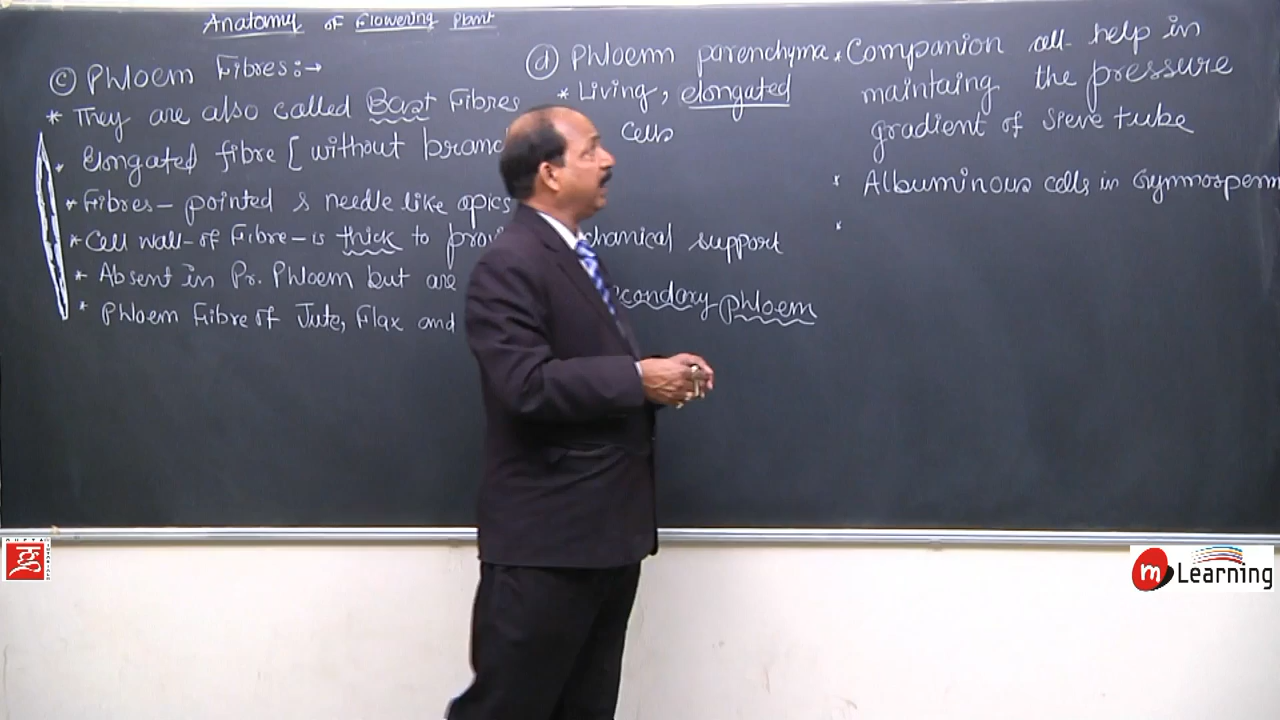 Anatomy of Flowering Plant
(c) Phloem Fibres:→
* They are also called Bast Fibres
* Elongated fibre [without branc
* Fibres - pointed & needle like apics
* Cell wall - of Fibre - is thick to prov
chanical support
* Absent in Pr. Phloem but are
econdary phloem
* Phloem Fibre of Jute, Flax and
(d) Phloem parenchyma
* Living, elongated
cells
* Companion cell help in
maintaing the pressure
gradient of sieve tube
* Albuminous cells in Gymnosperm
*
m Learning